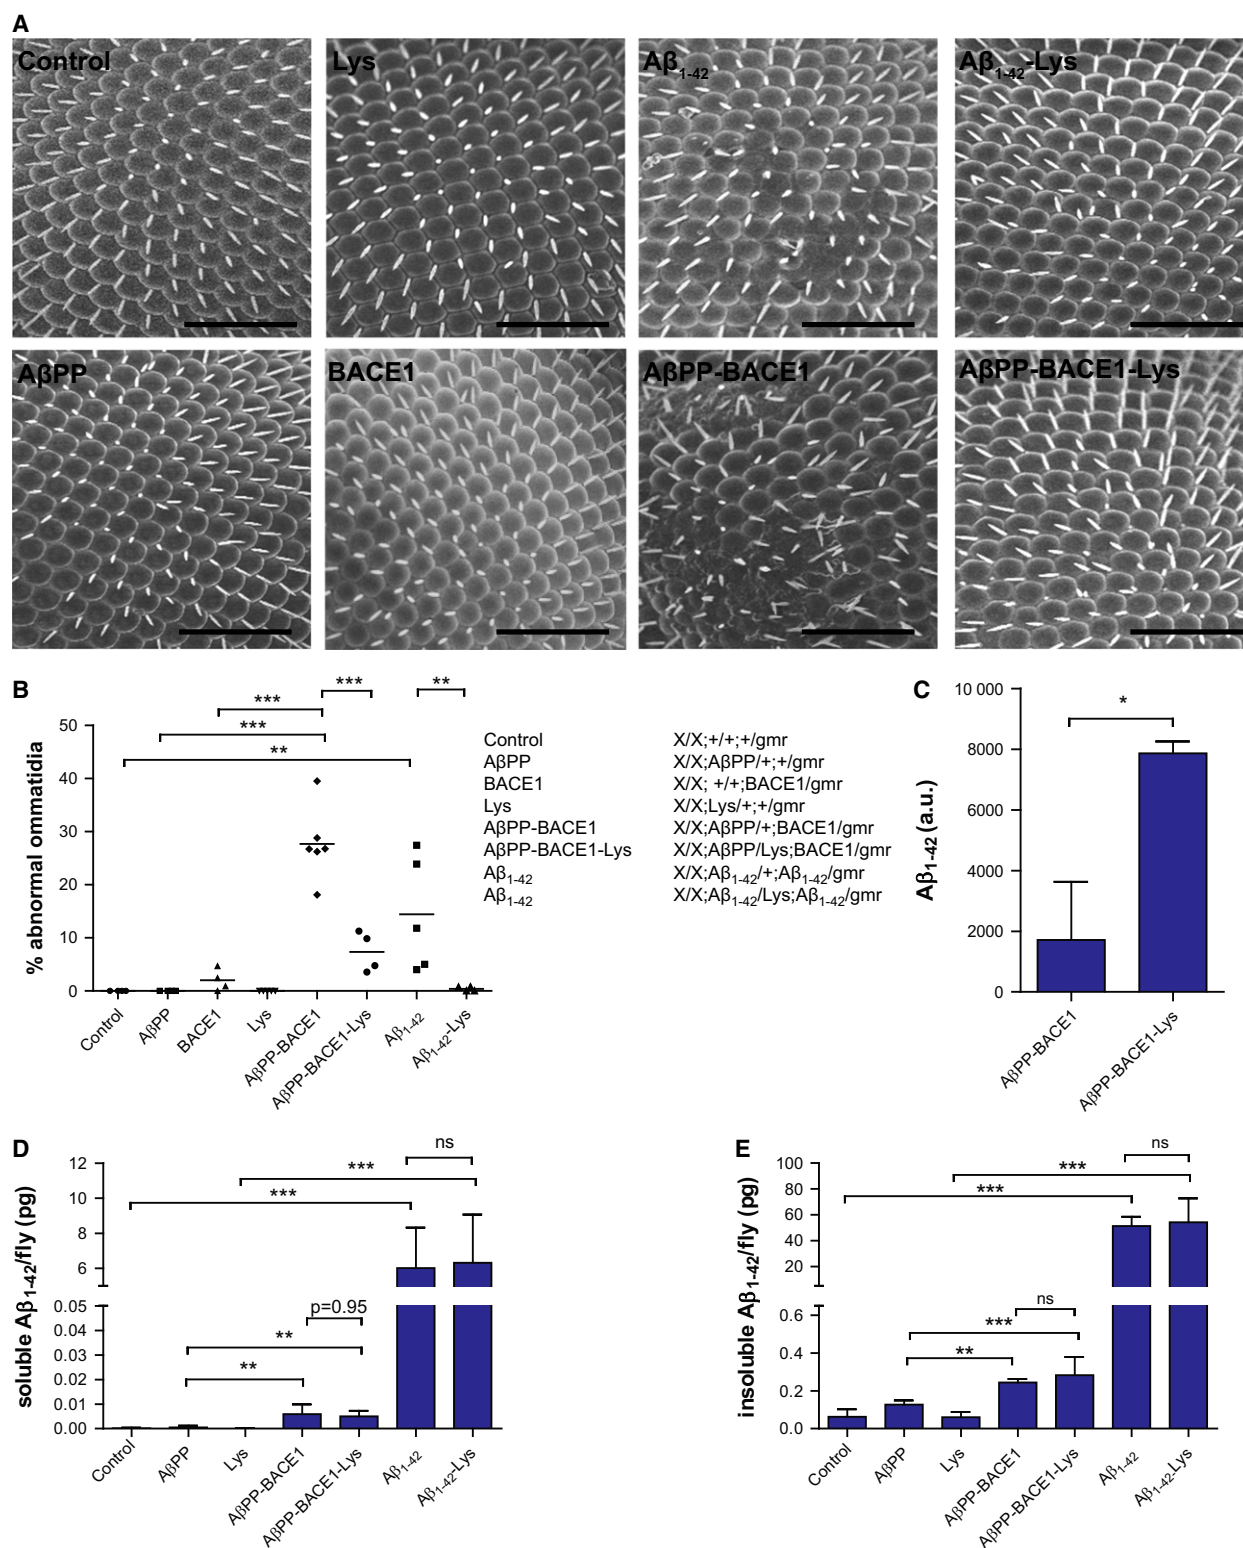 A
Control
Lys
Aβ1-42
Aβ1-42-Lys
AβPP
BACE1
AβPP-BACE1
AβPP-BACE1-Lys
B
% abnormal ommatidia
50
40
30
20
10
0
***
**
***
***
**
Control
AβPP
BACE1
Lys
AβPP-BACE1
AβPP-BACE1-Lys
Aβ1-42
Aβ1-42-Lys
Control X/X;+/+;+/gmr
AβPP X/X;AβPP/+;+/gmr
BACE1 X/X; +/+;BACE1/gmr
Lys X/X;Lys/+;+/gmr
AβPP-BACE1 X/X;AβPP/+;BACE1/gmr
AβPP-BACE1-Lys X/X;AβPP/Lys;BACE1/gmr
Aβ1-42 X/X;Aβ1-42/+;Aβ1-42/gmr
Aβ1-42 X/X;Aβ1-42/Lys;Aβ1-42/gmr
C
Aβ1-42 (a.u.)
10 000
8000
6000
4000
2000
0
*
AβPP-BACE1
AβPP-BACE1-Lys
D
soluble Aβ1-42/fly (pg)
12
10
8
6
0.05
0.04
0.03
0.02
0.01
0.00
ns
***
***
p=0.95
**
**
Control
AβPP
Lys
AβPP-BACE1
AβPP-BACE1-Lys
Aβ1-42
Aβ1-42-Lys
E
insoluble Aβ1-42/fly (pg)
100
80
60
40
20
0.6
0.4
0.2
0.0
ns
***
***
ns
***
**
Control
AβPP
Lys
AβPP-BACE1
AβPP-BACE1-Lys
Aβ1-42
Aβ1-42-Lys